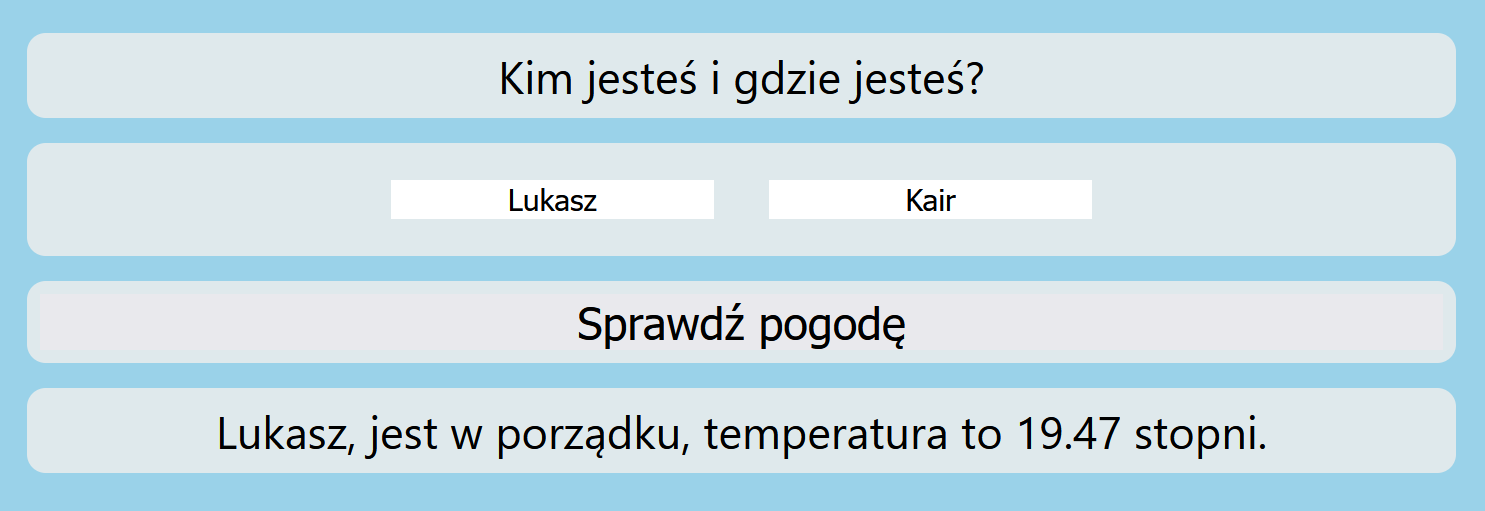 Kim jesteś i gdzie jesteś?
Lukasz Kair
Sprawdź pogodę
Lukasz, jest w porządku, temperatura to 19.47 stopni.